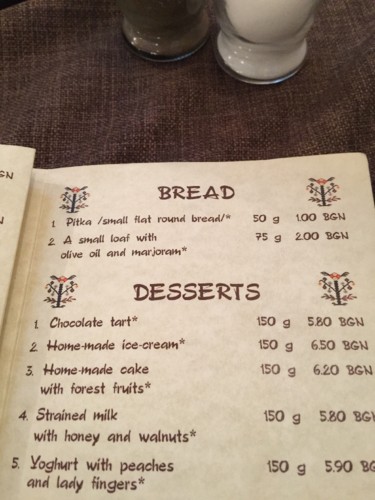 GN
N
BREAD
1. Pitka /small flat round bread/* 50 g 1.00 BGN
2. A small loaf with 75 g 2.00 BGN
olive oil and marjoram*
DESSERTS
1. Chocolate tart* 150 g 5.80 BGN
2. Home-made ice-cream* 150 g 6.50 BGN
3. Home-made cake 150 g 6.20 BGN
with forest fruits*
4. Strained milk 150 g 5.80 BG
with honey and walnuts*
5. Yoghurt with peaches 150 g 5.90 BG
and lady fingers*